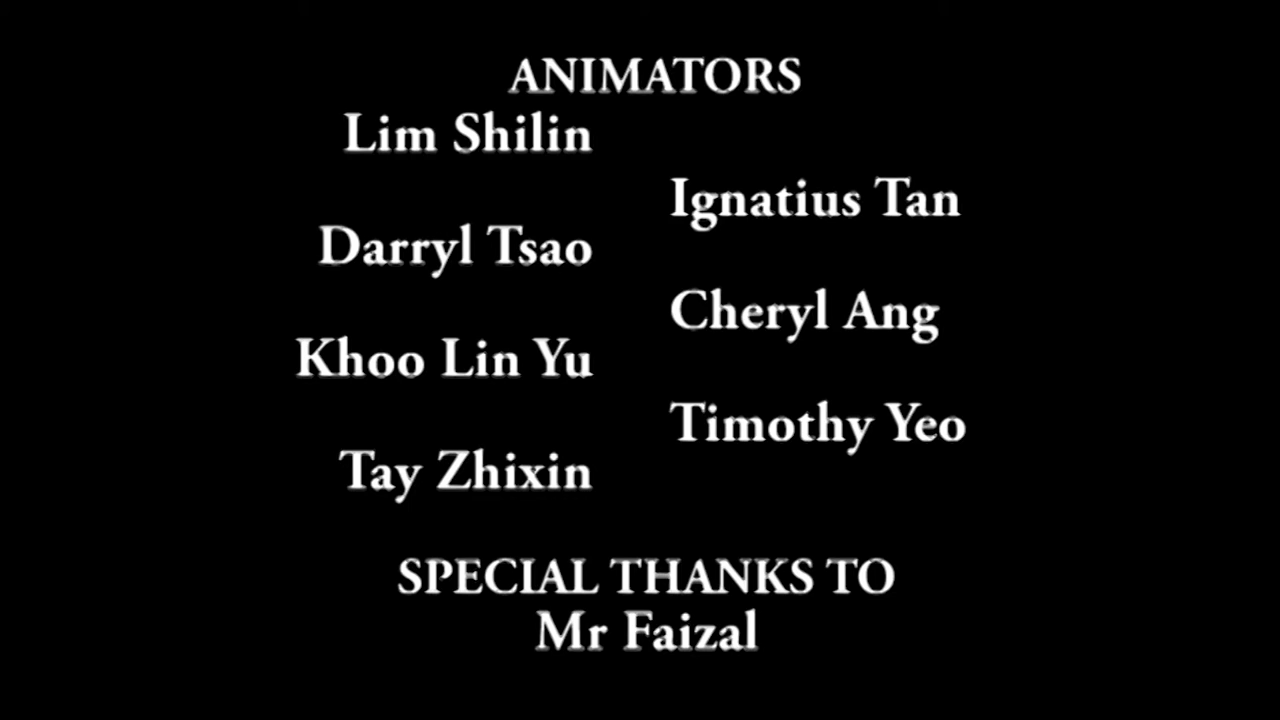 ANIMATORS
Lim Shilin
Ignatius Tan
Darryl Tsao
Cheryl Ang
Khoo Lin Yu
Timothy Yeo
Tay Zhixin
SPECIAL THANKS TO
Mr Faizal